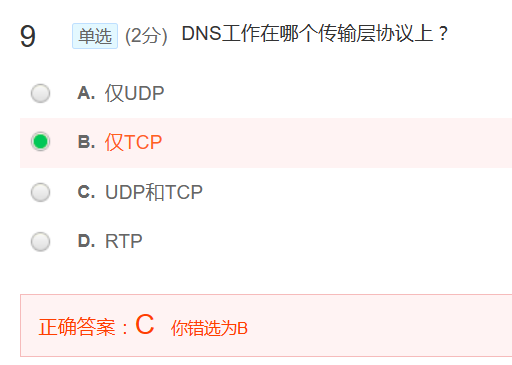 9 单选 (2分) DNS工作在哪个传输层协议上？
A. 仅UDP
B. 仅TCP
C. UDP和TCP
D. RTP
正确答案：C 你错选为B